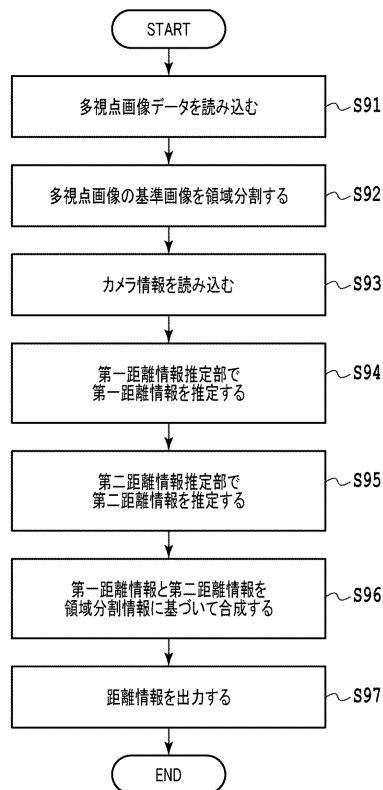 START
多視点画像データを読み込む
S91
多視点画像の基準画像を領域分割する
S92
カメラ情報を読み込む
S93
第一距離情報推定部で
第一距離情報を推定する
S94
第二距離情報推定部で
第二距離情報を推定する
S95
第一距離情報と第二距離情報を
領域分割情報に基づいて合成する
S96
距離情報を出力する
S97
END